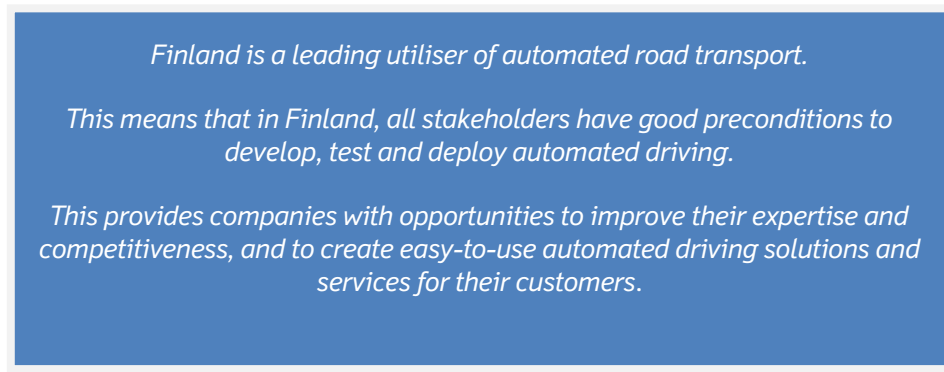 Finland is a leading utiliser of automated road transport.
This means that in Finland, all stakeholders have good preconditions to
develop, test and deploy automated driving.
This provides companies with opportunities to improve their expertise and
competitiveness, and to create easy-to-use automated driving solutions and
services for their customers.